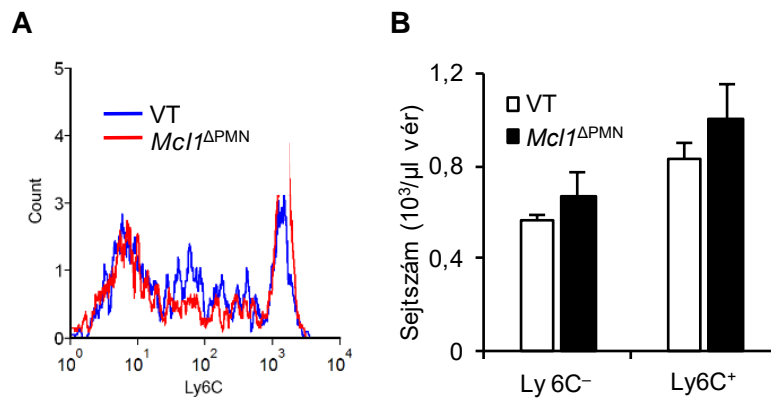 A
5
4
3
1
0
Count
VT
Mcl1ΔPMN
10⁰ 10¹ 10² 10³ 10⁴
Ly6C
B
1,2
0,8
0,4
0
Sejtszám (10³/µl vér)
VT
Mcl1ΔPMN
Ly 6C⁻ Ly6C⁺